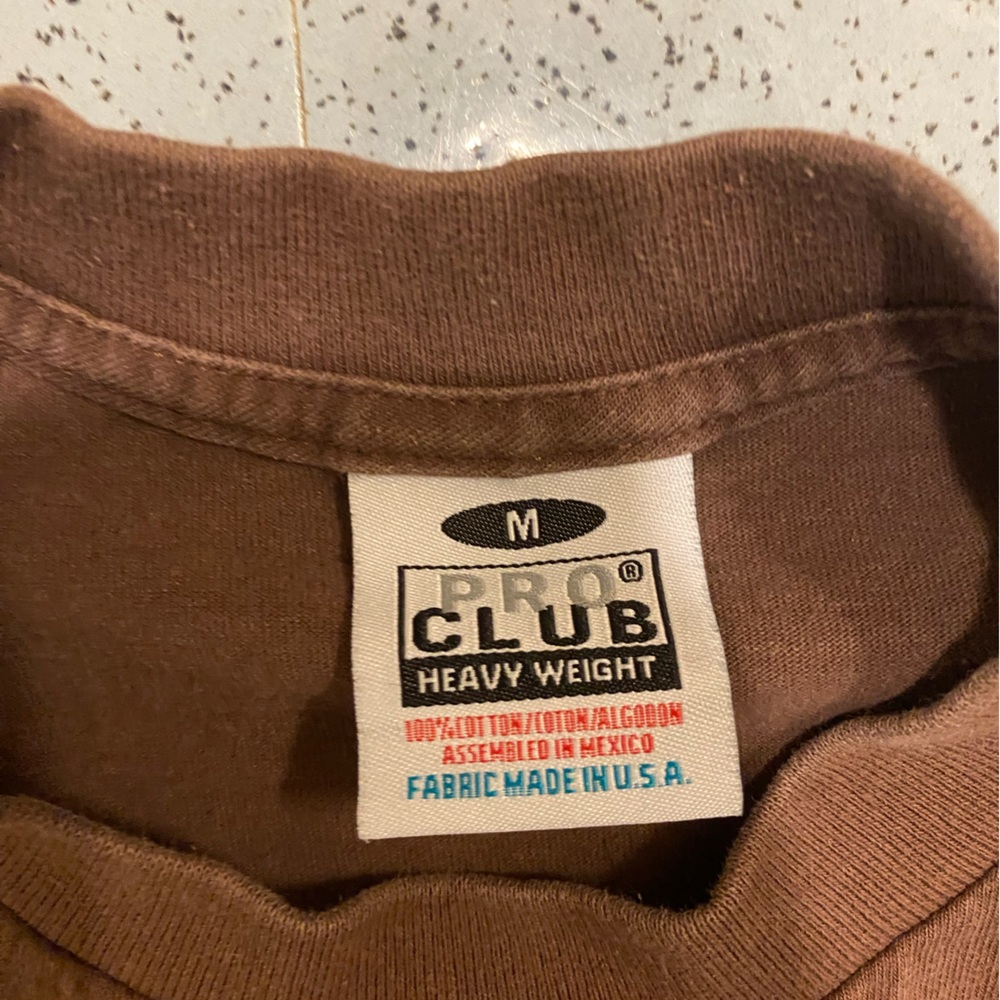 M
PRO®
CLUB
HEAVY WEIGHT
100% COTTON/COTON/ALGODON
ASSEMBLED IN MEXICO
FABRIC MADE IN U.S.A.